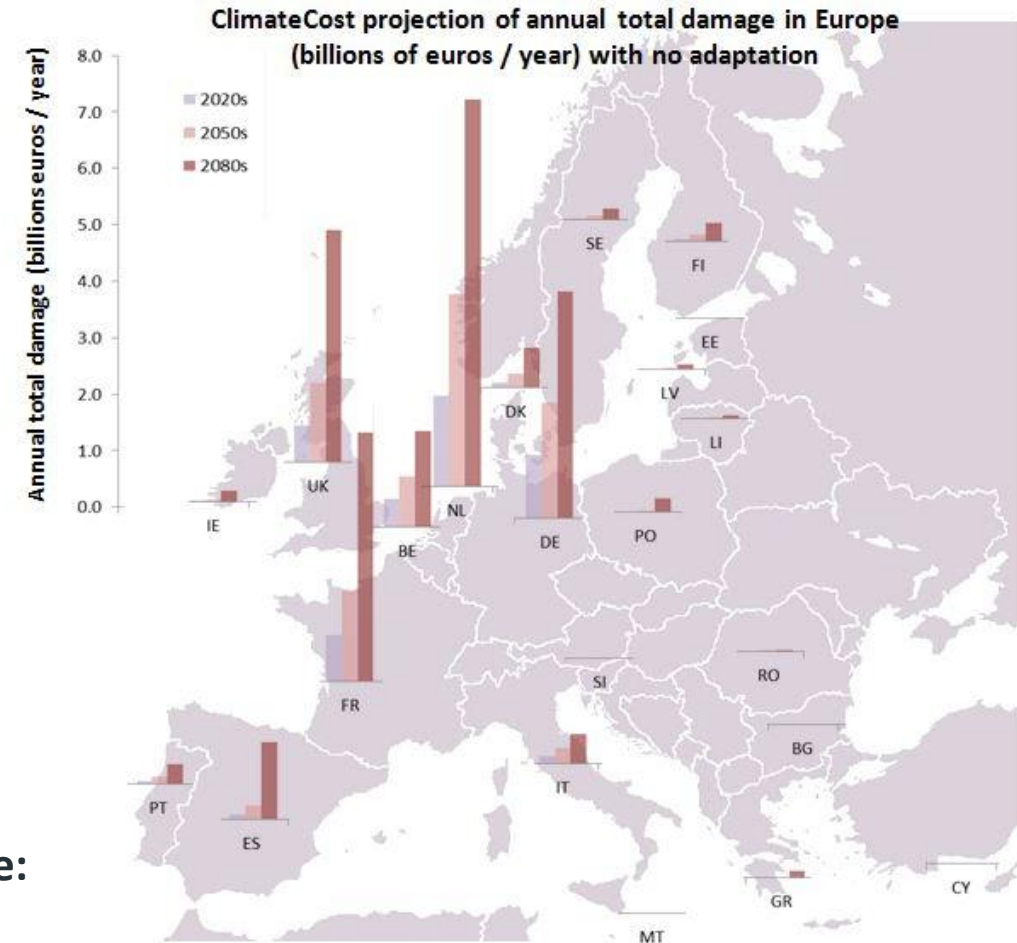 ClimateCost projection of annual total damage in Europe
(billions of euros / year) with no adaptation
Annual total damage (billions euros / year)
8.0
7.0
6.0
5.0
4.0
3.0
2.0
1.0
0.0
2020s
2050s
2080s
SE
FI
EE
LV
LI
DK
UK
NL
IE
BE
DE
PO
FR
SI
RO
BG
IT
PT
ES
GR
CY
MT
e: